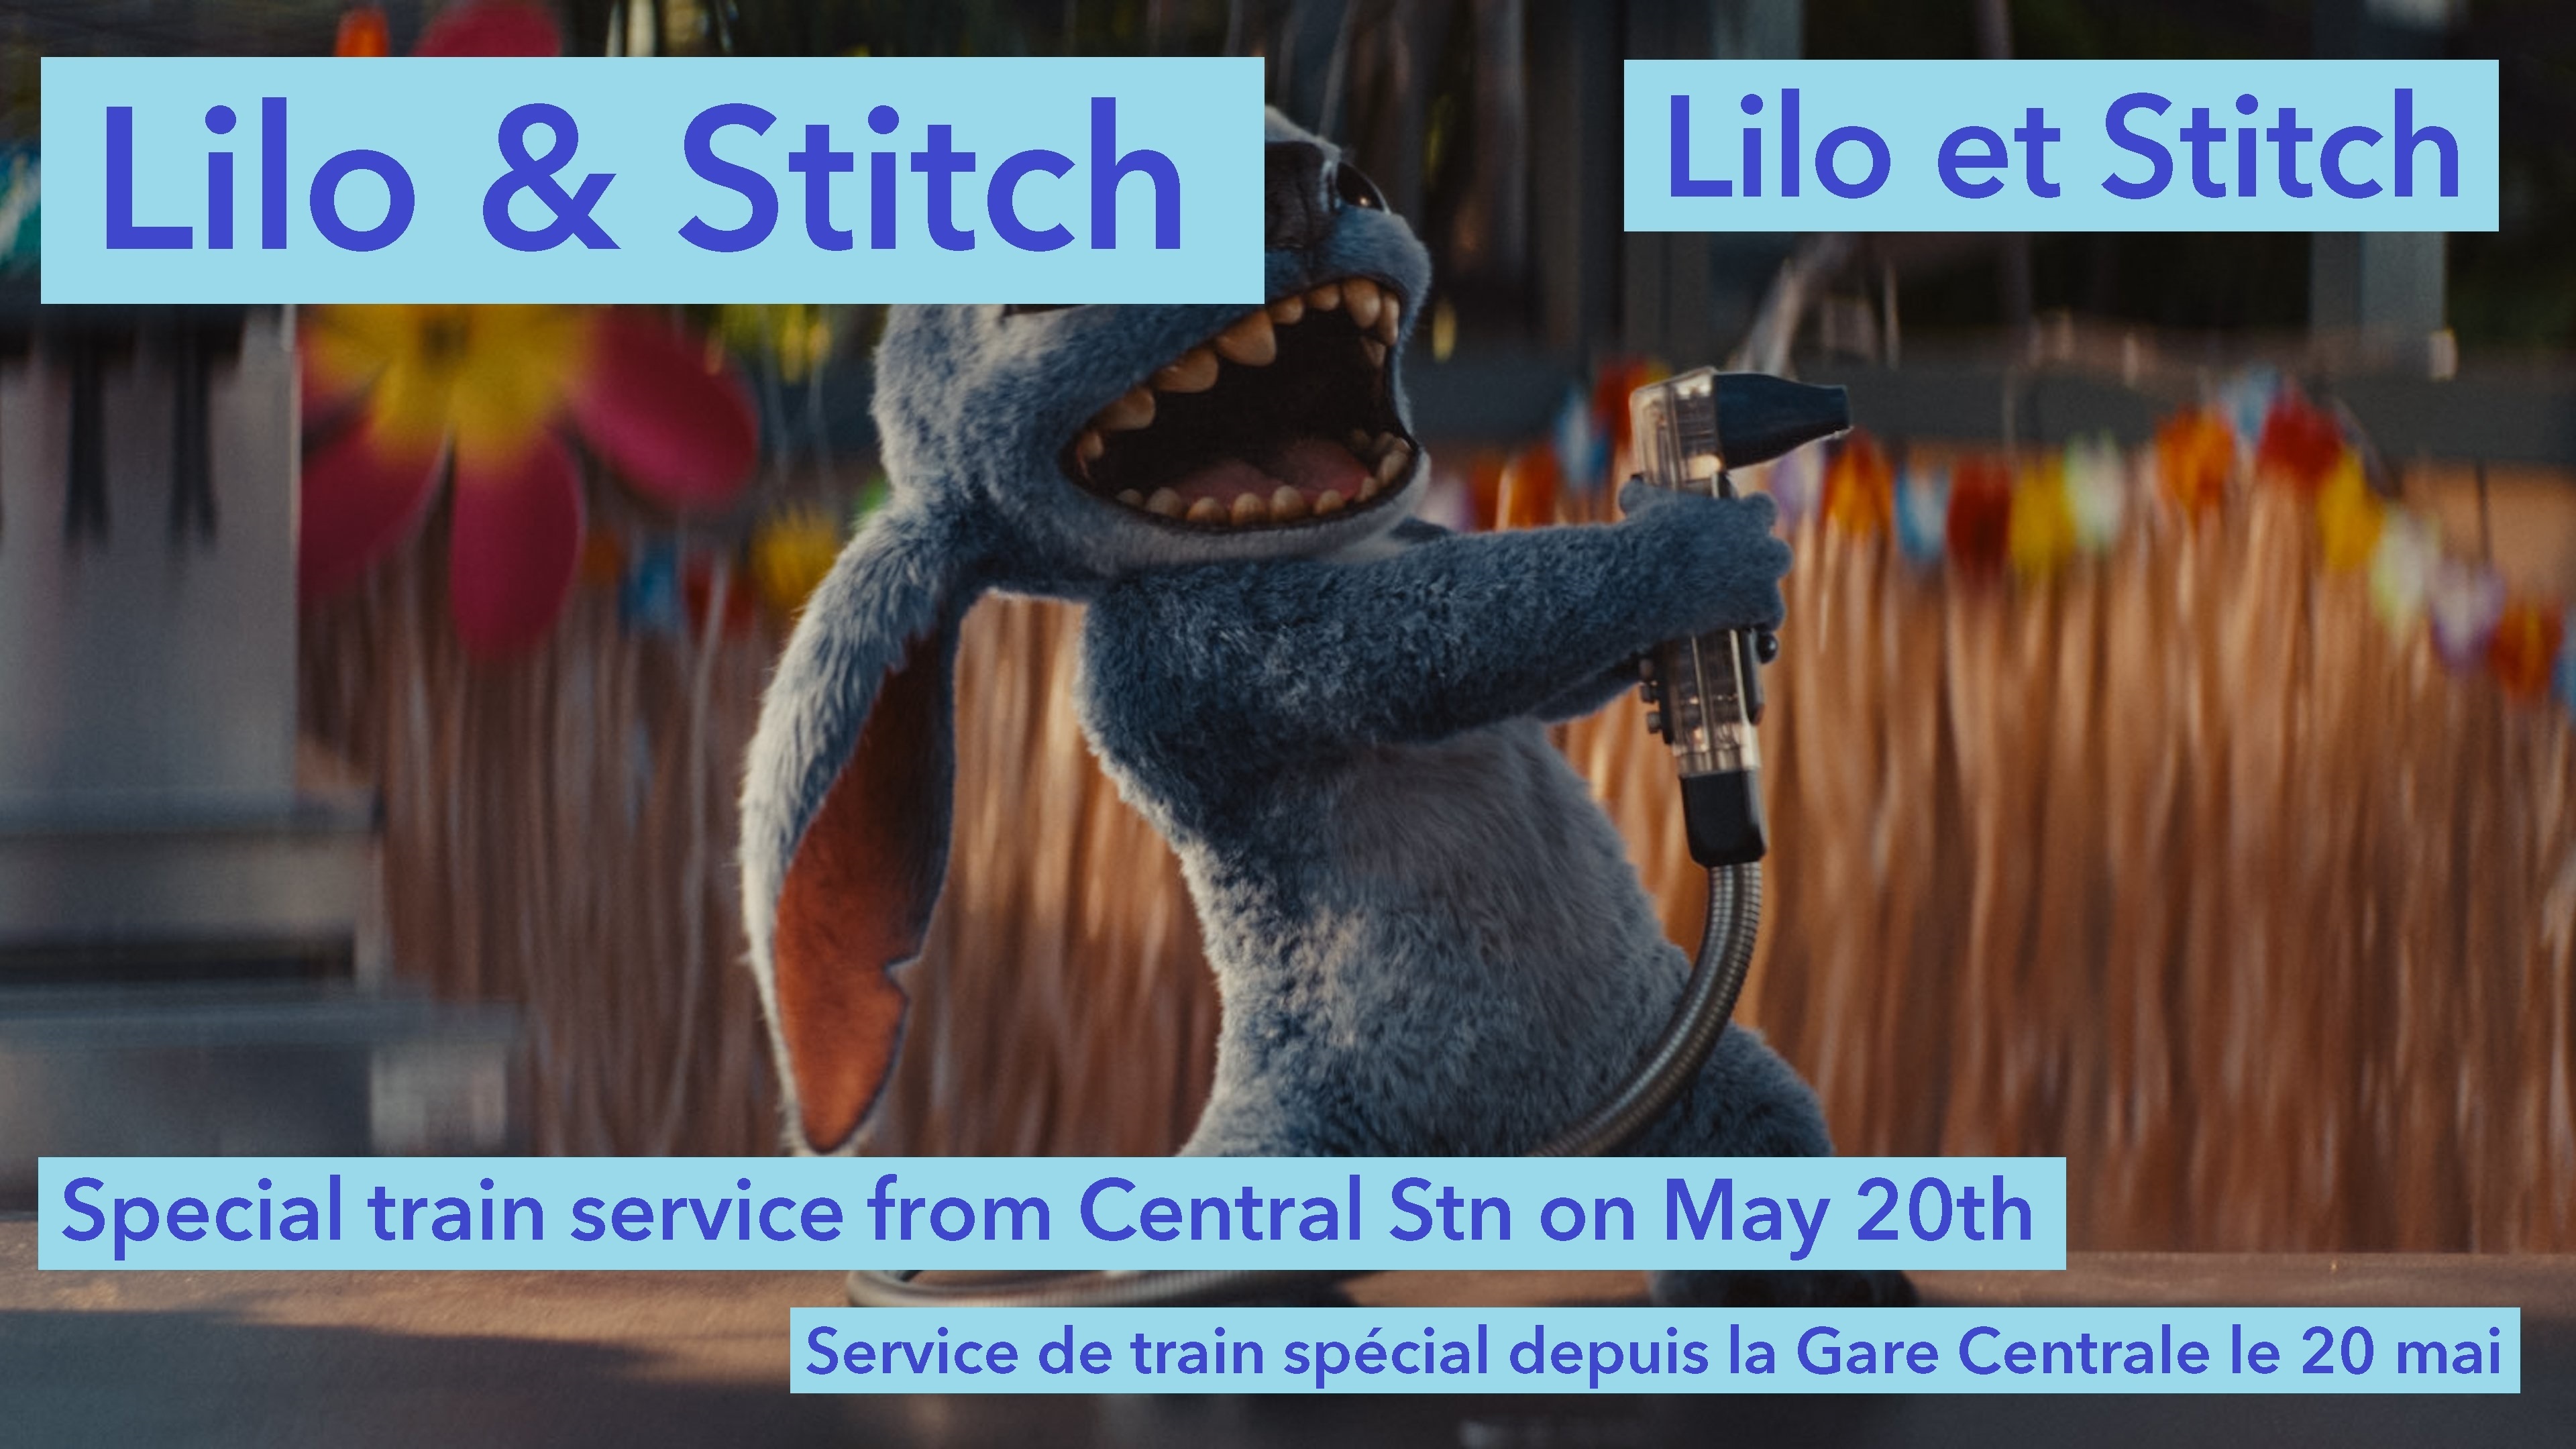 Lilo & Stitch
Lilo et Stitch
Special train service from Central Stn on May 20th
Service de train spécial depuis la Gare Centrale le 20 mai